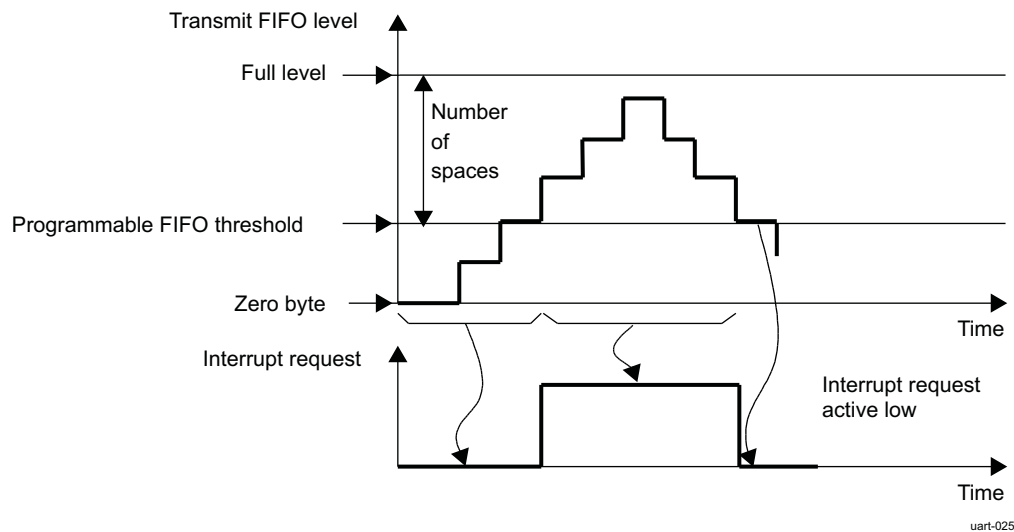 Transmit FIFO level
Full level
Number
of
spaces
Programmable FIFO threshold
Zero byte
Time
Interrupt request
Interrupt request
active low
Time
uart-025